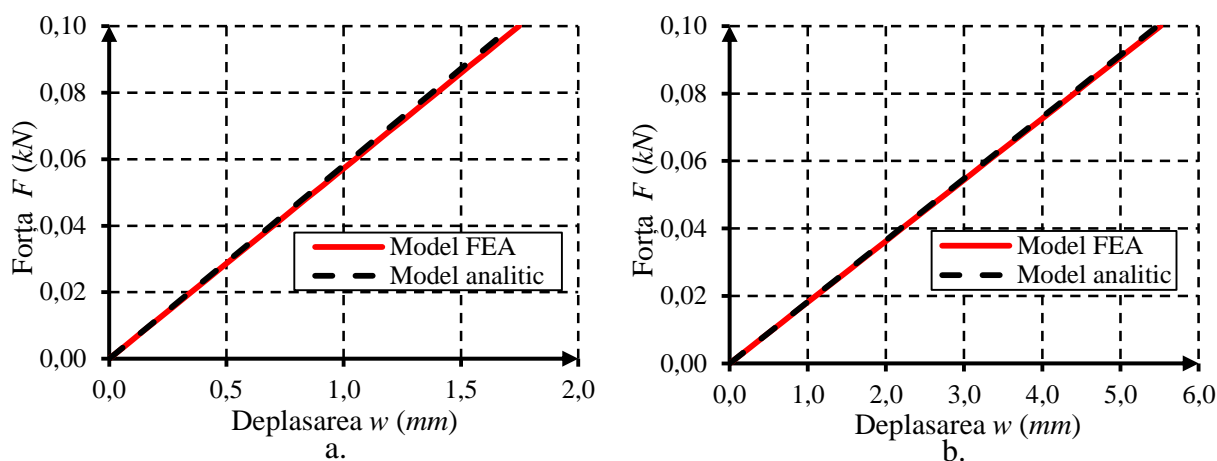 0,10
0,08
0,06
0,04
0,02
0,00
Forța F (kN)
Model FEA
Model analitic
0,0 0,5 1,0 1,5 2,0
Deplasarea w (mm)
a.
0,10
0,08
0,06
0,04
0,02
0,00
Forța F (kN)
Model FEA
Model analitic
0,0 1,0 2,0 3,0 4,0 5,0 6,0
Deplasarea w (mm)
b.